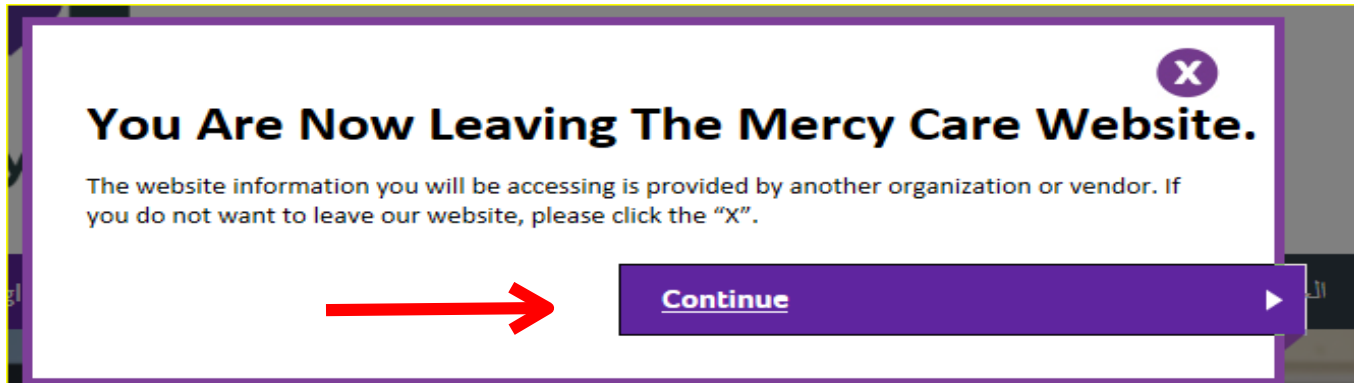 X
You Are Now Leaving The Mercy Care Website.
The website information you will be accessing is provided by another organization or vendor. If
you do not want to leave our website, please click the “X”.
Continue